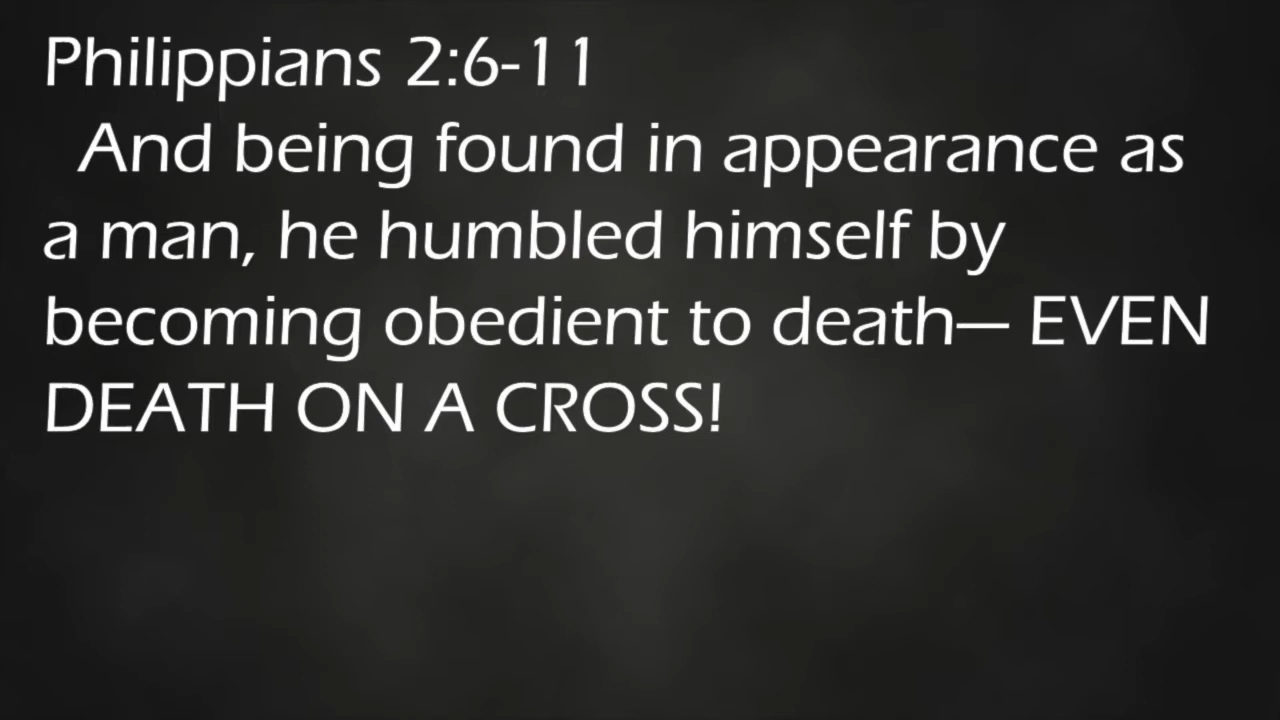 Philippians 2:6-11
And being found in appearance as
a man, he humbled himself by
becoming obedient to death— EVEN
DEATH ON A CROSS!